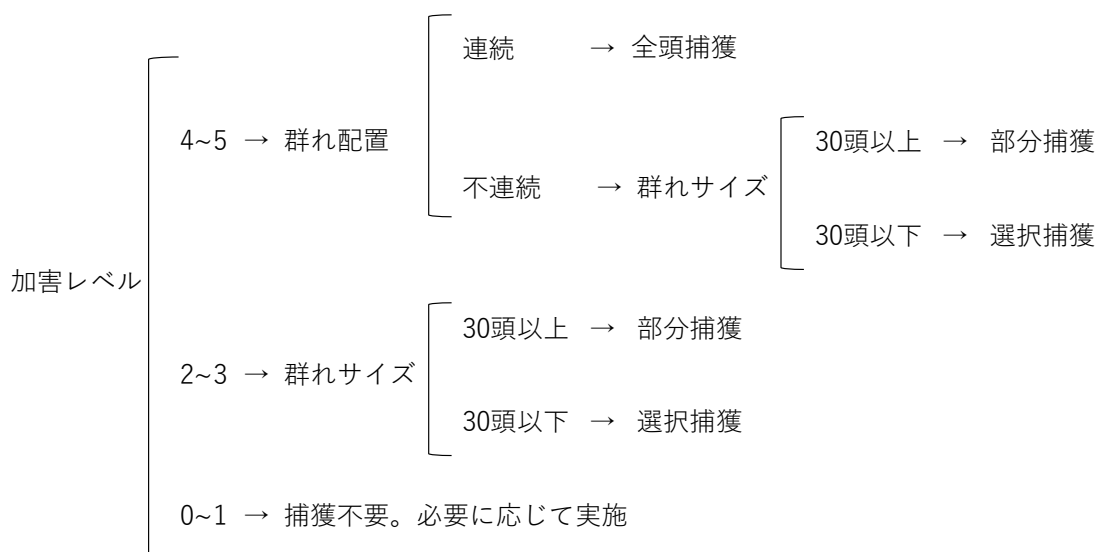 連続 → 全頭捕獲
4~5 → 群れ配置
30頭以上 → 部分捕獲
不連続 → 群れサイズ
30頭以下 → 選択捕獲
加害レベル
30頭以上 → 部分捕獲
2~3 → 群れサイズ
30頭以下 → 選択捕獲
0~1 → 捕獲不要。必要に応じて実施